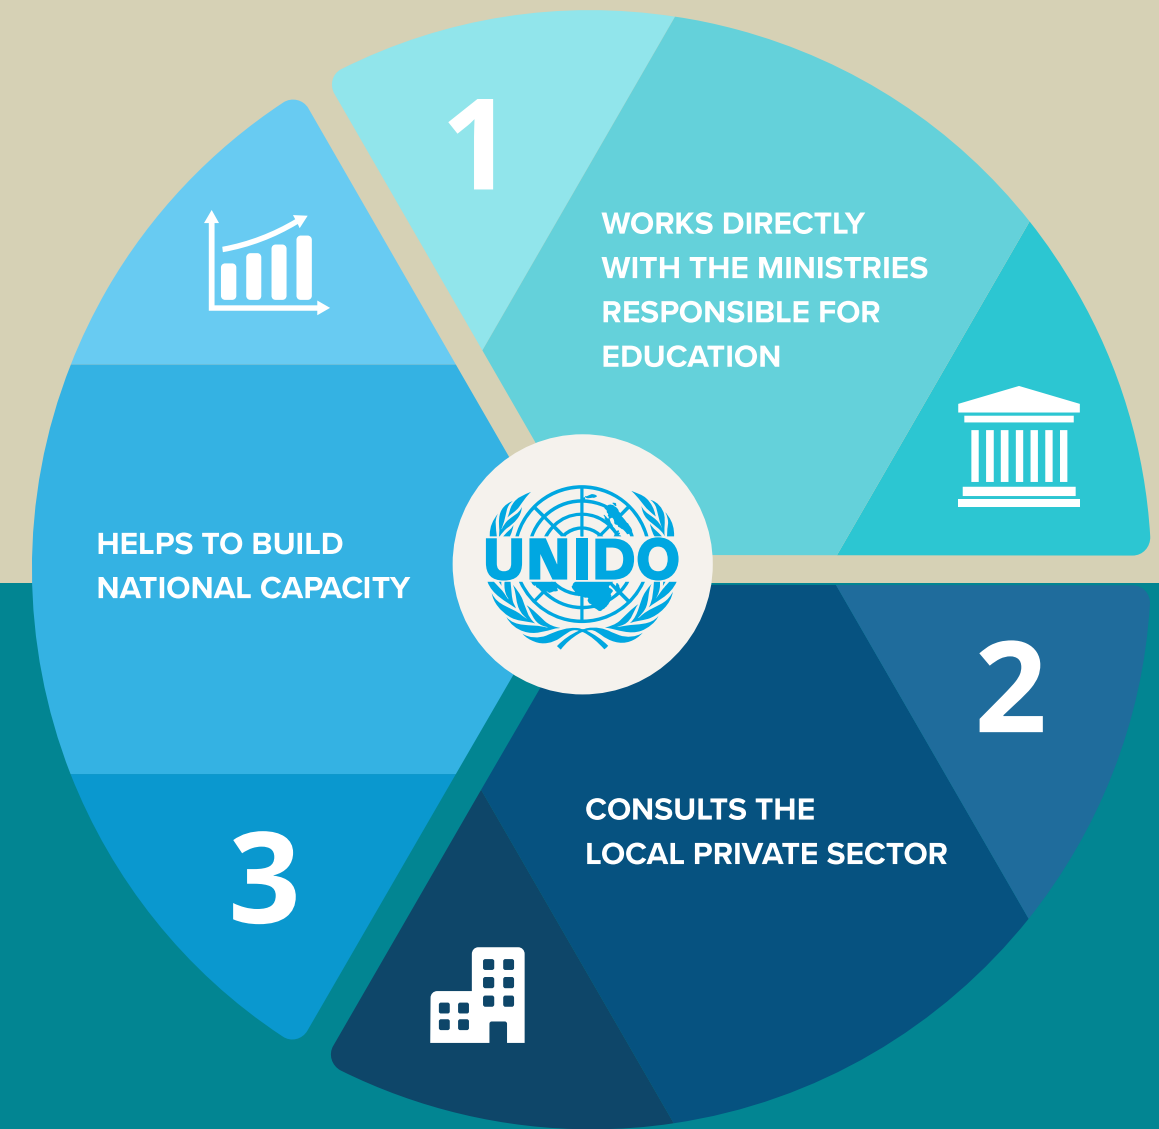 1
WORKS DIRECTLY
WITH THE MINISTRIES
RESPONSIBLE FOR
EDUCATION
UNIDO
2
CONSULTS THE
LOCAL PRIVATE SECTOR
3
HELPS TO BUILD
NATIONAL CAPACITY